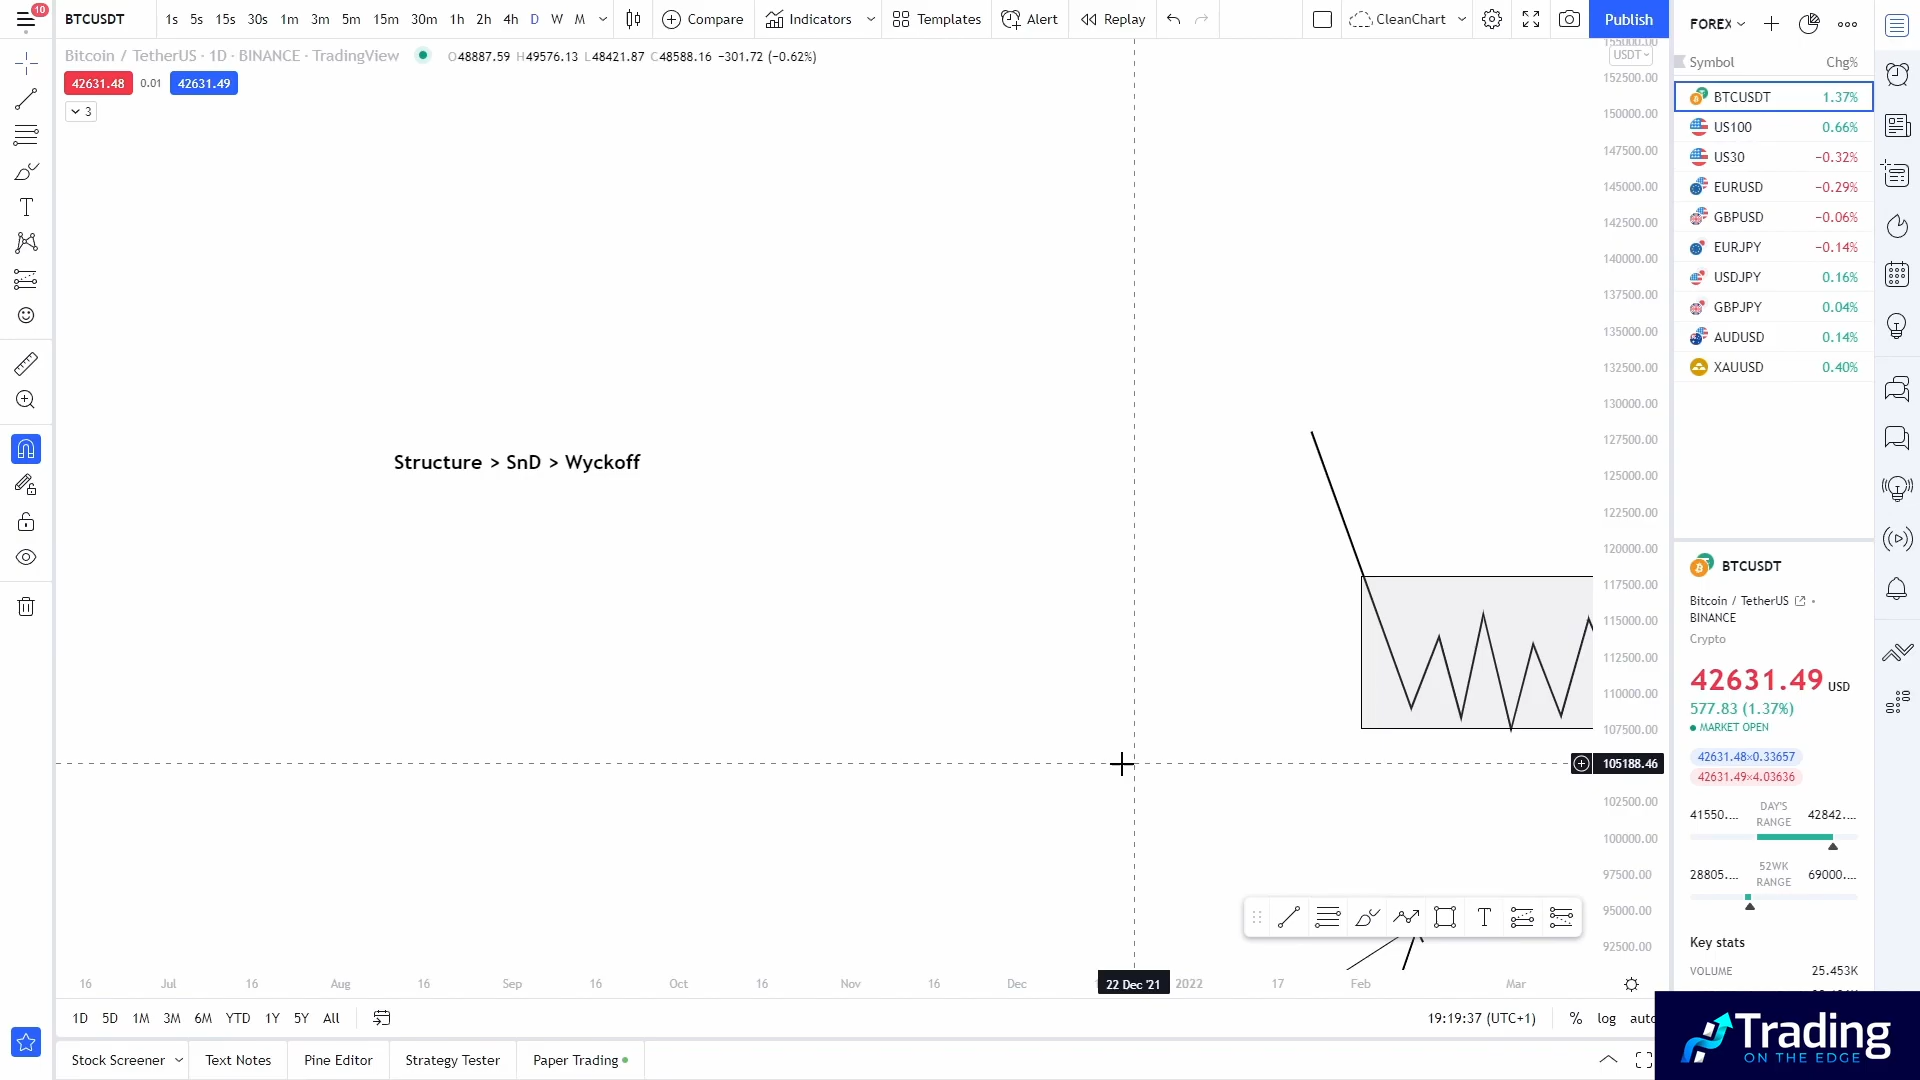 10
BTCUSDT
1s 5s 15s 30s 1m 3m 5m 15m 30m 1h 2h 4h D W M
Compare
Indicators
Templates
Alert
Replay
CleanChart
Publish
FOREX
Bitcoin / TetherUS · 1D · BINANCE · TradingView
O48887.59 H49576.13 L48421.87 C48588.16 −301.72 (−0.62%)
42631.48 0.01 42631.49
3
Structure > SnD > Wyckoff
155000.00
USDT
152500.00
150000.00
147500.00
145000.00
142500.00
140000.00
137500.00
135000.00
132500.00
130000.00
127500.00
125000.00
122500.00
120000.00
117500.00
115000.00
112500.00
110000.00
107500.00
105188.46
102500.00
100000.00
97500.00
95000.00
92500.00
16 Jul 16 Aug 16 Sep 16 Oct 16 Nov 16 Dec 22 Dec '21 2022 17 Feb Mar
1D 5D 1M 3M 6M YTD 1Y 5Y All
19:19:37 (UTC+1) % log auto
Stock Screener Text Notes Pine Editor Strategy Tester Paper Trading
Symbol Chg%
BTCUSDT 1.37%
US100 0.66%
US30 −0.32%
EURUSD −0.29%
GBPUSD −0.06%
EURJPY −0.14%
USDJPY 0.16%
GBPJPY 0.04%
AUDUSD 0.14%
XAUUSD 0.40%
BTCUSDT
Bitcoin / TetherUS ·
BINANCE
Crypto
42631.49 USD
577.83 (1.37%)
MARKET OPEN
42631.48×0.33657
42631.49×4.03636
41550.... DAY'S RANGE 42842....
28805.... 52WK RANGE 69000....
Key stats
VOLUME 25.453K
Trading
ON THE EDGE